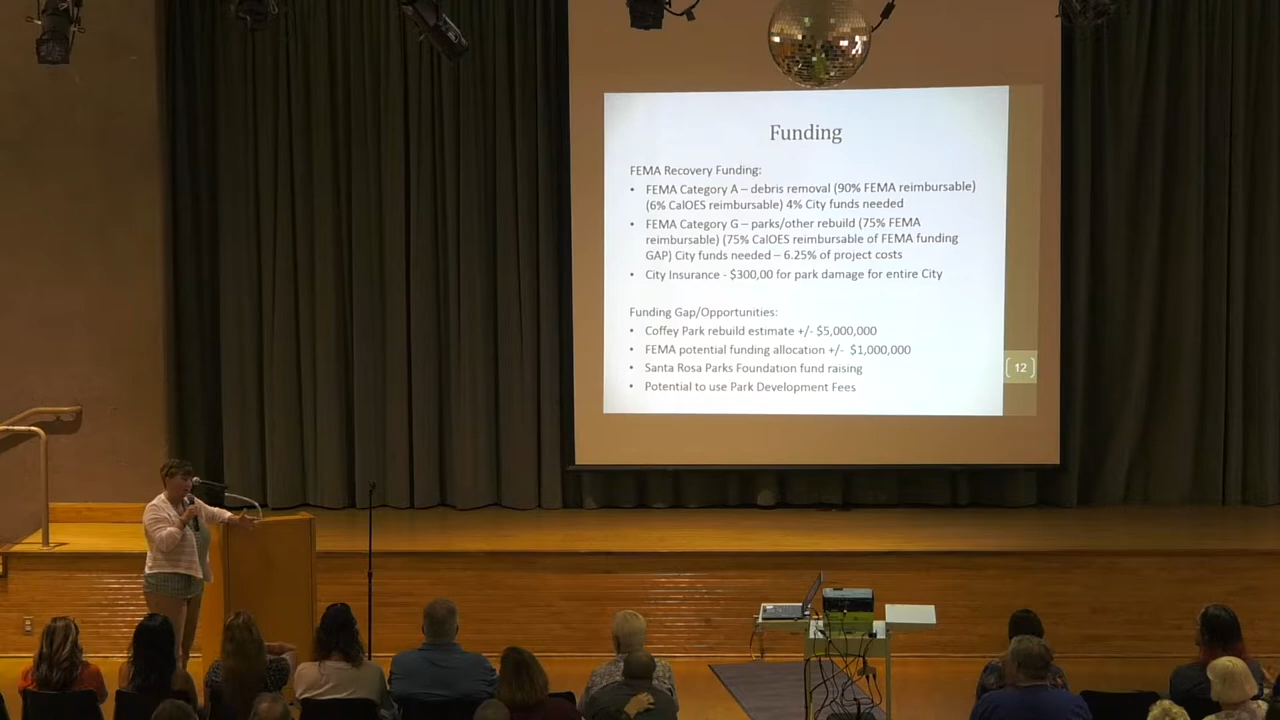 Funding
FEMA Recovery Funding:
• FEMA Category A – debris removal (90% FEMA reimbursable)
(6% CalOES reimbursable) 4% City funds needed
• FEMA Category G – parks/other rebuild (75% FEMA
reimbursable) (75% CalOES reimbursable of FEMA funding
GAP) City funds needed – 6.25% of project costs
• City Insurance - $300,00 for park damage for entire City
Funding Gap/Opportunities:
• Coffey Park rebuild estimate +/- $5,000,000
• FEMA potential funding allocation +/- $1,000,000
• Santa Rosa Parks Foundation fund raising
• Potential to use Park Development Fees
12